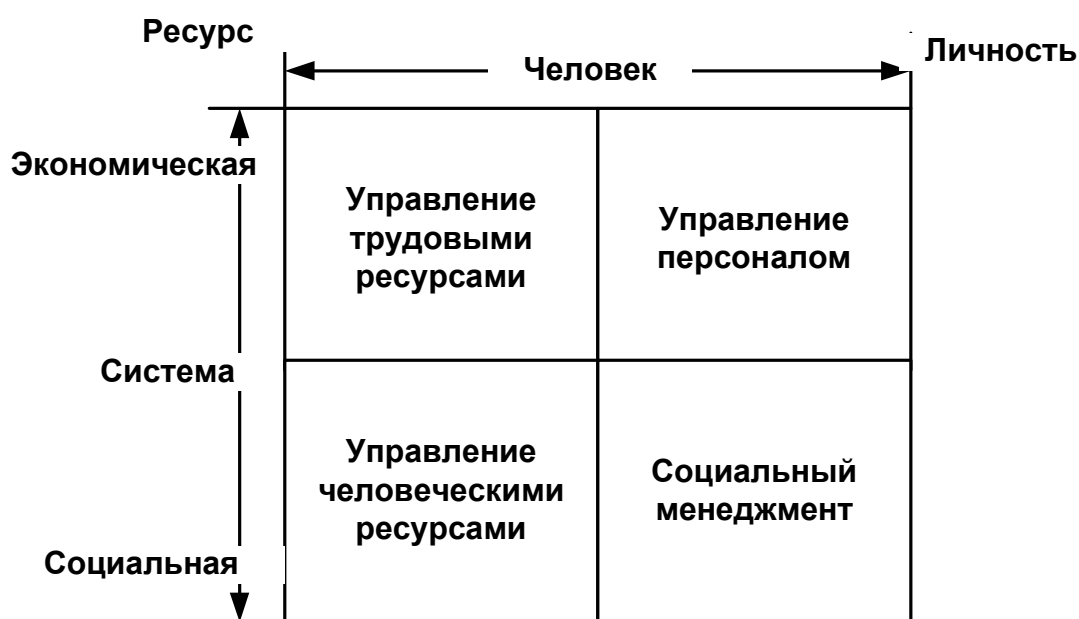 Ресурс
Человек
Личность
Экономическая
Управление
трудовыми
ресурсами
Управление
персоналом
Система
Управление
человеческими
ресурсами
Социальный
менеджмент
Социальная